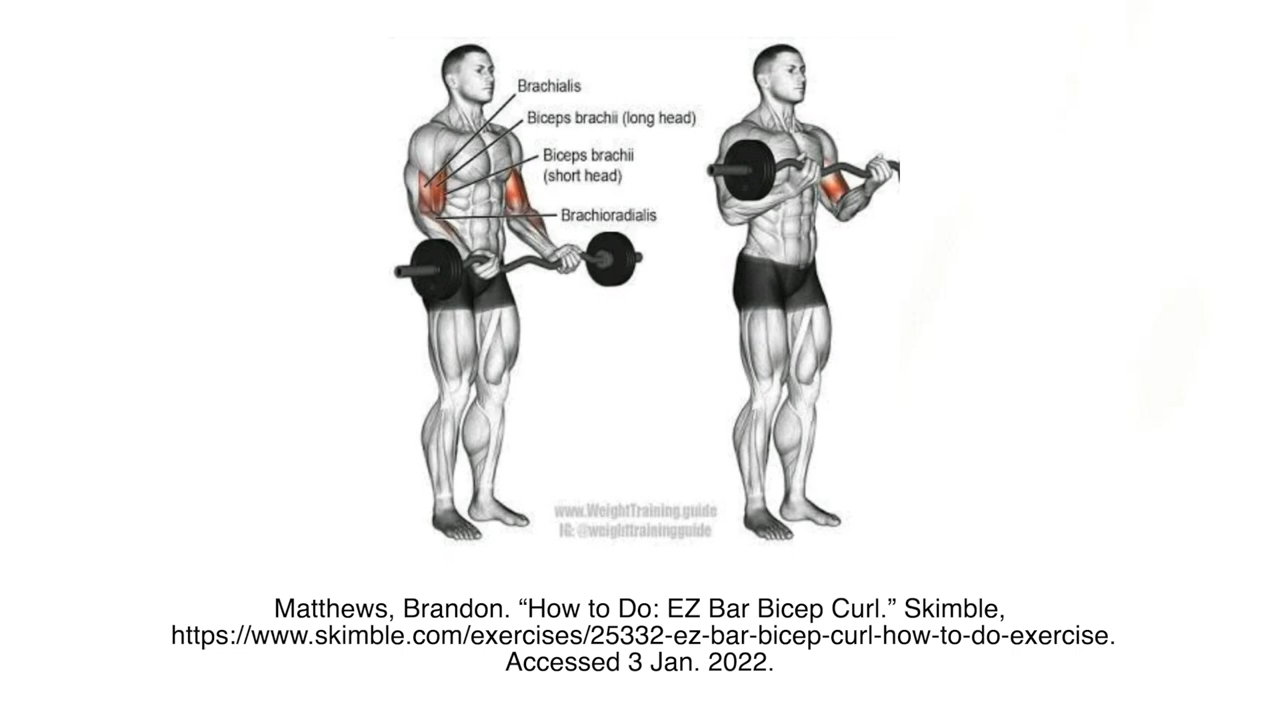 Brachialis
Biceps brachii (long head)
Biceps brachii
(short head)
Brachioradialis
www.WeightTraining.guide
IG: @weighttrainingguide
Matthews, Brandon. “How to Do: EZ Bar Bicep Curl.” Skimble,
https://www.skimble.com/exercises/25332-ez-bar-bicep-curl-how-to-do-exercise.
Accessed 3 Jan. 2022.